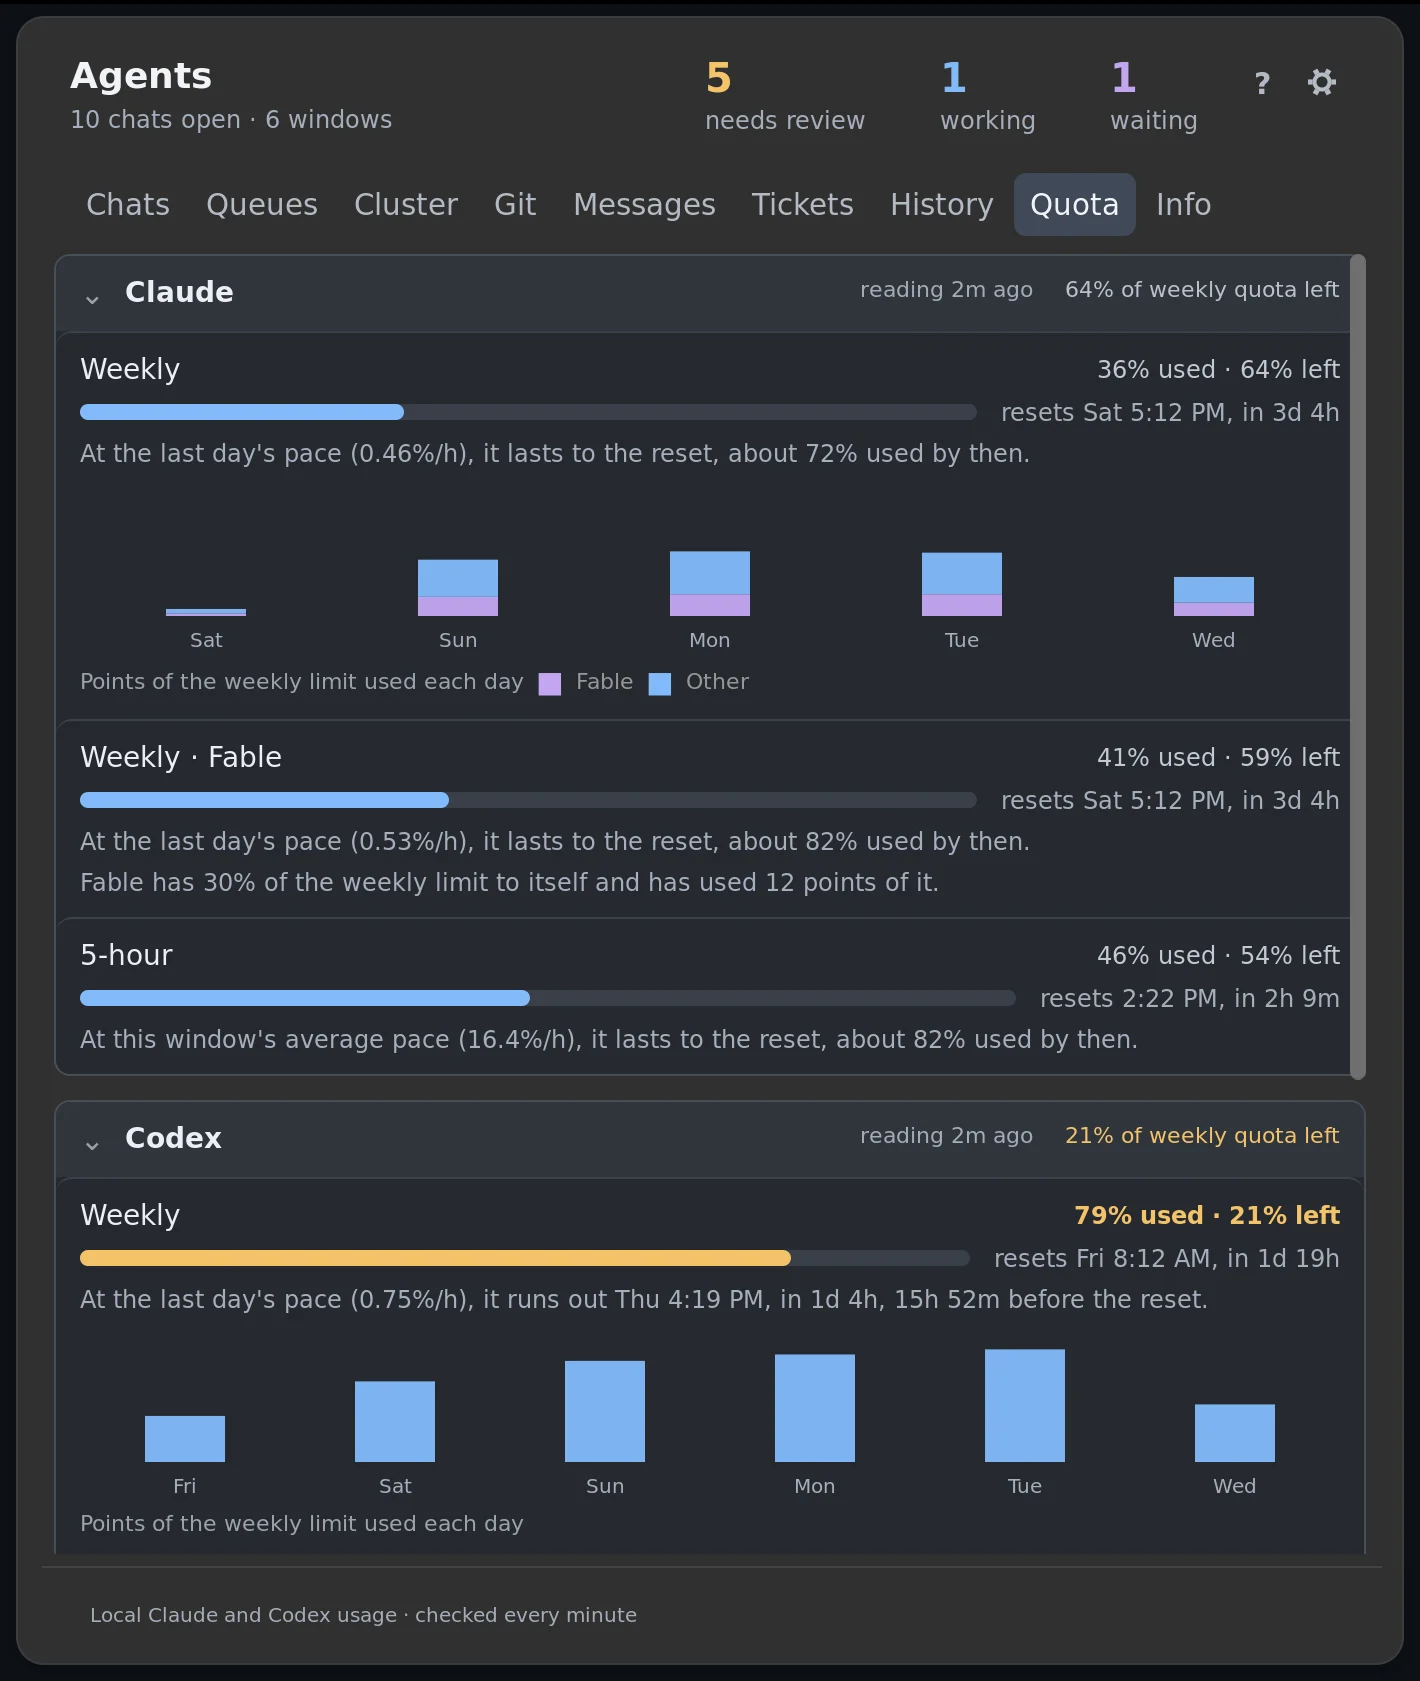 Agents
10 chats open · 6 windows
5
needs review
1
working
1
waiting
?
Chats Queues Cluster Git Messages Tickets History Quota Info
Claude
reading 2m ago 64% of weekly quota left
Weekly
36% used · 64% left
resets Sat 5:12 PM, in 3d 4h
At the last day's pace (0.46%/h), it lasts to the reset, about 72% used by then.
Sat Sun Mon Tue Wed
Points of the weekly limit used each day Fable Other
Weekly · Fable
41% used · 59% left
resets Sat 5:12 PM, in 3d 4h
At the last day's pace (0.53%/h), it lasts to the reset, about 82% used by then.
Fable has 30% of the weekly limit to itself and has used 12 points of it.
5-hour
46% used · 54% left
resets 2:22 PM, in 2h 9m
At this window's average pace (16.4%/h), it lasts to the reset, about 82% used by then.
Codex
reading 2m ago 21% of weekly quota left
Weekly
79% used · 21% left
resets Fri 8:12 AM, in 1d 19h
At the last day's pace (0.75%/h), it runs out Thu 4:19 PM, in 1d 4h, 15h 52m before the reset.
Fri Sat Sun Mon Tue Wed
Points of the weekly limit used each day
Local Claude and Codex usage · checked every minute